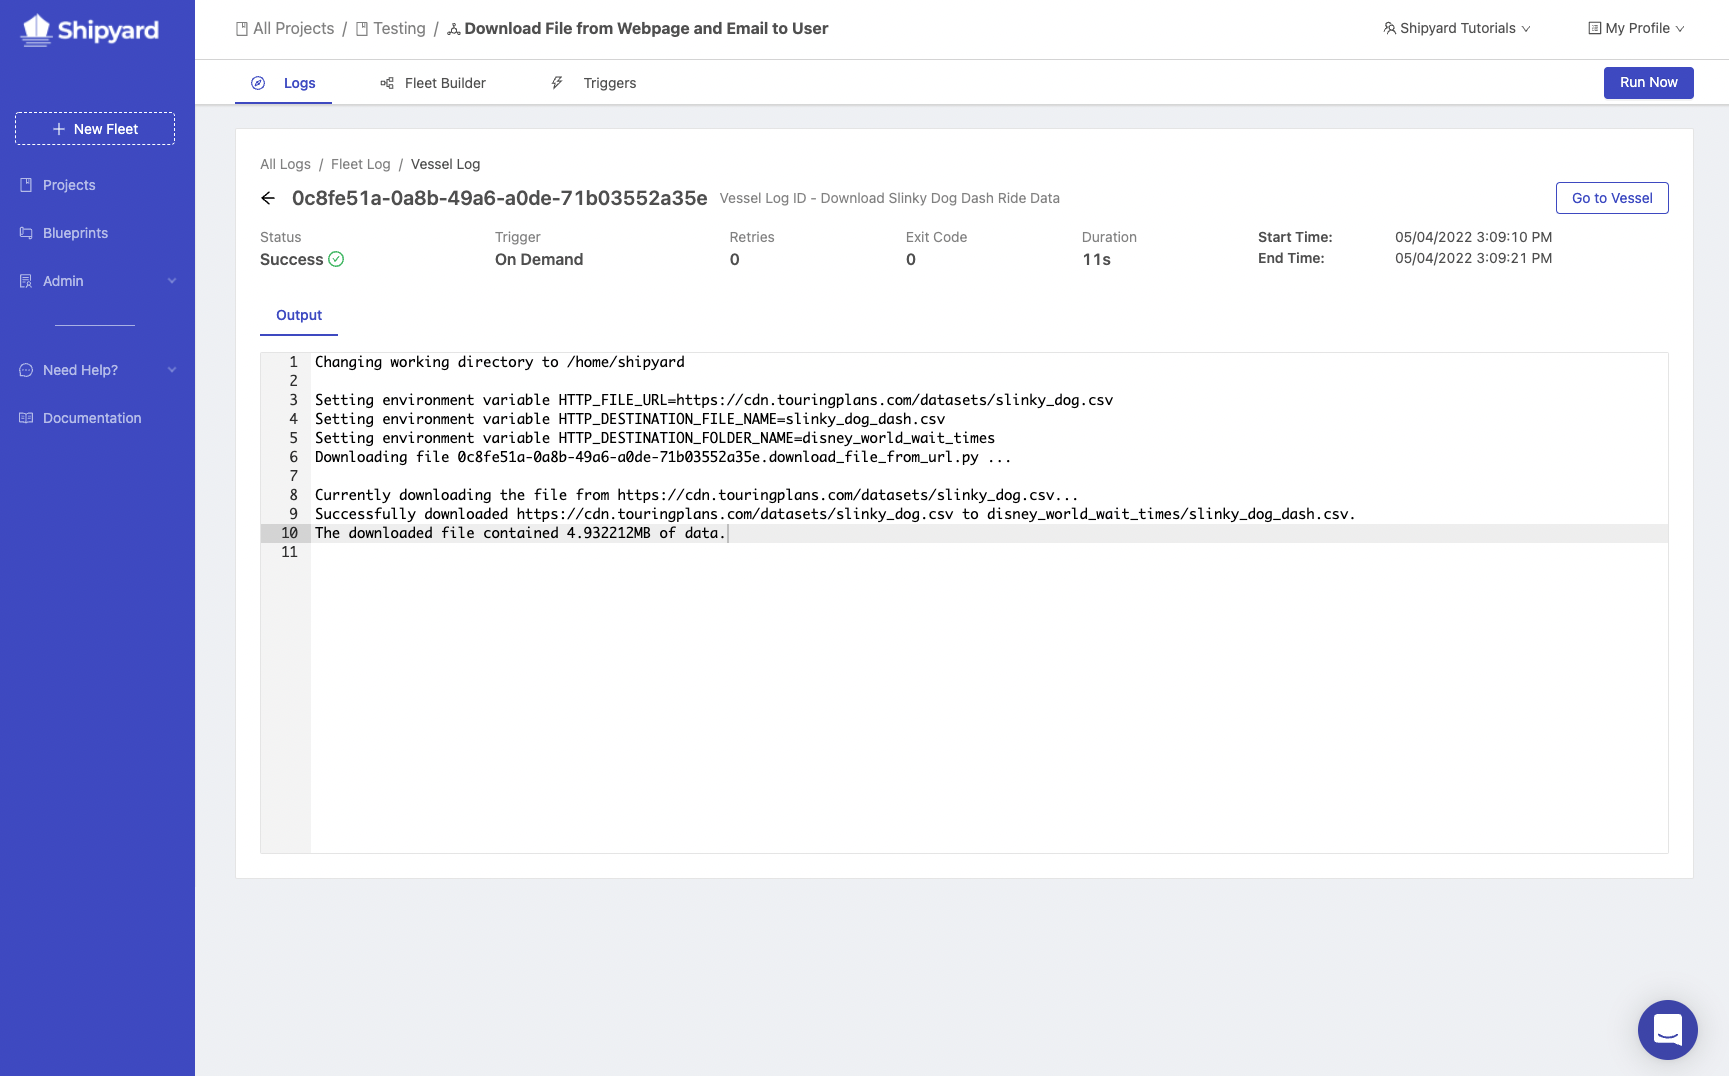 Shipyard
All Projects / Testing / Download File from Webpage and Email to User
Shipyard Tutorials
My Profile
Logs
Fleet Builder
Triggers
Run Now
+ New Fleet
Projects
Blueprints
Admin
Need Help?
Documentation
All Logs / Fleet Log / Vessel Log
0c8fe51a-0a8b-49a6-a0de-71b03552a35e Vessel Log ID - Download Slinky Dog Dash Ride Data
Go to Vessel
Status
Success
Trigger
On Demand
Retries
0
Exit Code
0
Duration
11s
Start Time: 05/04/2022 3:09:10 PM
End Time: 05/04/2022 3:09:21 PM
Output
1 Changing working directory to /home/shipyard
2
3 Setting environment variable HTTP_FILE_URL=https://cdn.touringplans.com/datasets/slinky_dog.csv
4 Setting environment variable HTTP_DESTINATION_FILE_NAME=slinky_dog_dash.csv
5 Setting environment variable HTTP_DESTINATION_FOLDER_NAME=disney_world_wait_times
6 Downloading file 0c8fe51a-0a8b-49a6-a0de-71b03552a35e.download_file_from_url.py ...
7
8 Currently downloading the file from https://cdn.touringplans.com/datasets/slinky_dog.csv...
9 Successfully downloaded https://cdn.touringplans.com/datasets/slinky_dog.csv to disney_world_wait_times/slinky_dog_dash.csv.
10 The downloaded file contained 4.932212MB of data.
11